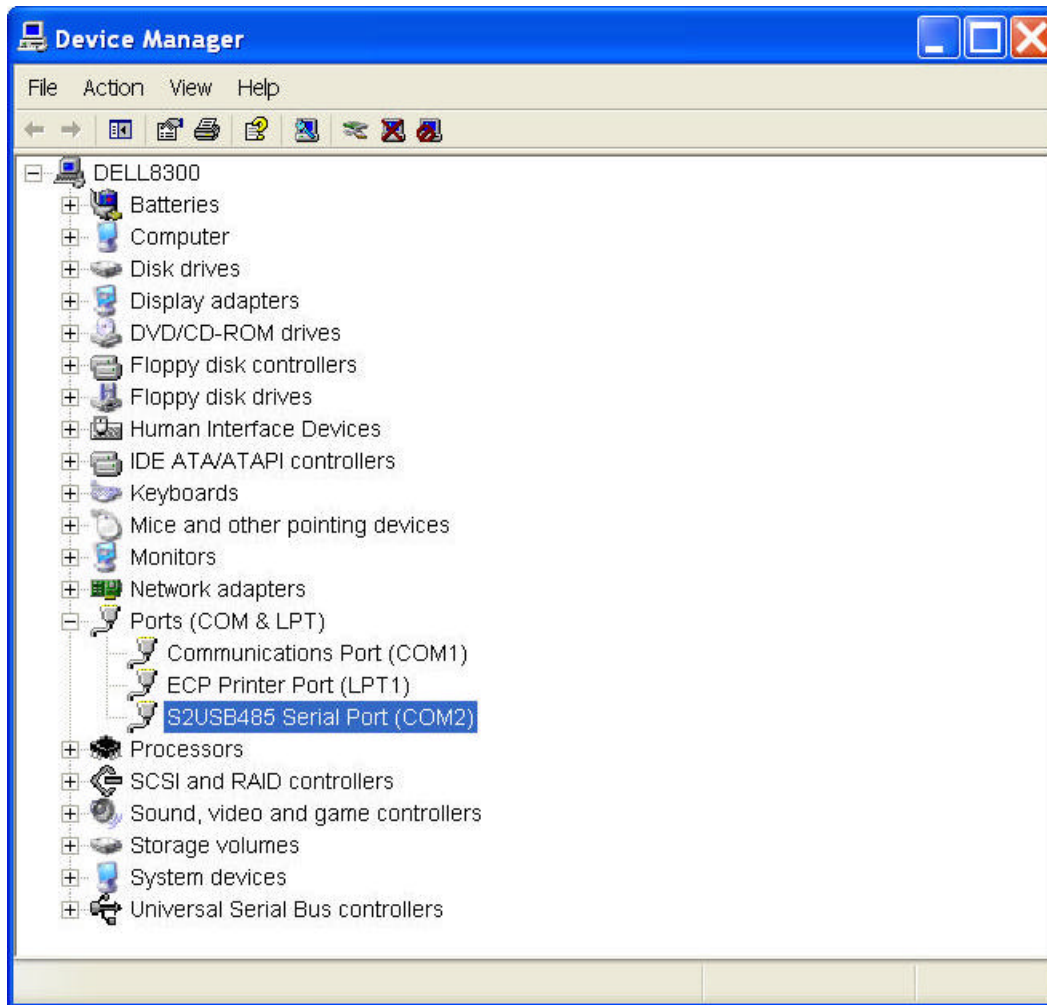 Device Manager
File Action View Help
DELL8300
Batteries
Computer
Disk drives
Display adapters
DVD/CD-ROM drives
Floppy disk controllers
Floppy disk drives
Human Interface Devices
IDE ATA/ATAPI controllers
Keyboards
Mice and other pointing devices
Monitors
Network adapters
Ports (COM & LPT)
Communications Port (COM1)
ECP Printer Port (LPT1)
S2USB485 Serial Port (COM2)
Processors
SCSI and RAID controllers
Sound, video and game controllers
Storage volumes
System devices
Universal Serial Bus controllers